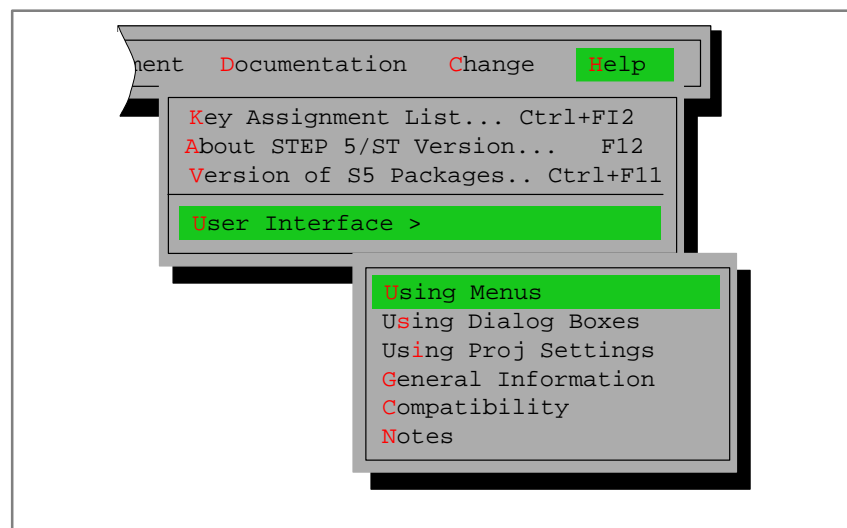 ment Documentation Change Help
Key Assignment List... Ctrl+FI2
About STEP 5/ST Version... F12
Version of S5 Packages.. Ctrl+F11
User Interface >
Using Menus
Using Dialog Boxes
Using Proj Settings
General Information
Compatibility
Notes